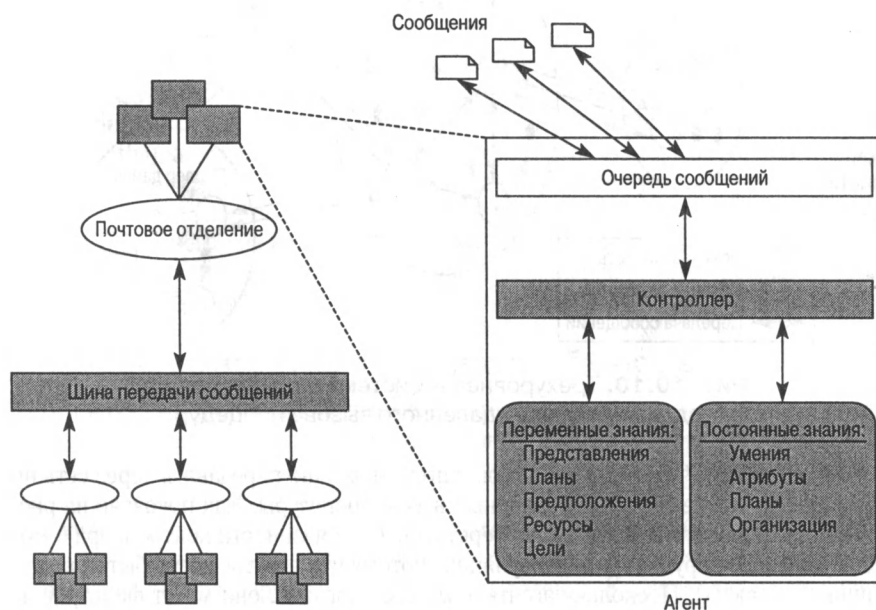 Сообщения
Очередь сообщений
Почтовое отделение
Контроллер
Шина передачи сообщений
Переменные знания:
Представления
Планы
Предположения
Ресурсы
Цели
Постоянные знания:
Умения
Атрибуты
Планы
Организация
Агент